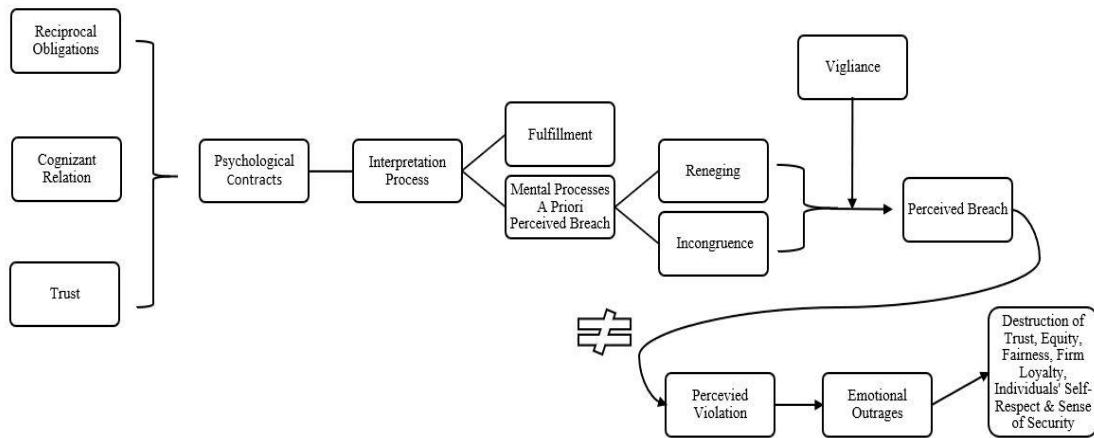 Reciprocal
Obligations
Cognizant
Relation
Trust
Psychological
Contracts
Interpretation
Process
Fulfillment
Mental Processes
A Priori
Perceived Breach
Reneging
Incongruence
Vigliance
Perceived Breach
≠
Percevied
Violation
Emotional
Outrages
Destruction of
Trust, Equity,
Fairness, Firm
Loyalty,
Individuals' Self-
Respect & Sense
of Security